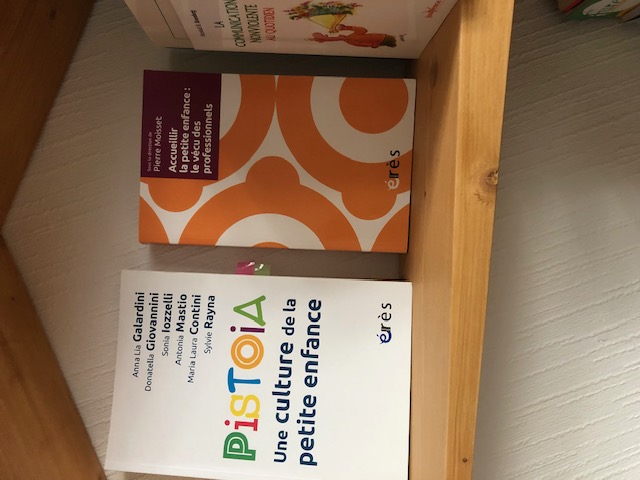 Anna Lia Galardini
Donatella Giovannini
Sonia Iozzelli
Antonia Mastio
Maria Laura Contini
Sylvie Rayna
PiSTOiA
Une culture de la
petite enfance
érès
Sous la direction de
Pierre Moisset
Accueillir
la petite enfance :
le vécu des
professionnels
érès
Marshall B. Rosenberg
LA
COMMUNICATION
NONVIOLENTE
AU QUOTIDIEN